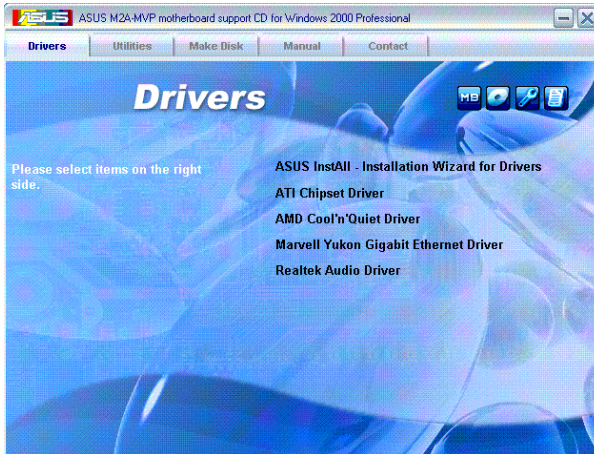 ASUS ASUS M2A-MVP motherboard support CD for Windows 2000 Professional
Drivers Utilities Make Disk Manual Contact
Drivers
MB
Please select items on the right
side.
ASUS InstAll - Installation Wizard for Drivers
ATI Chipset Driver
AMD Cool'n'Quiet Driver
Marvell Yukon Gigabit Ethernet Driver
Realtek Audio Driver